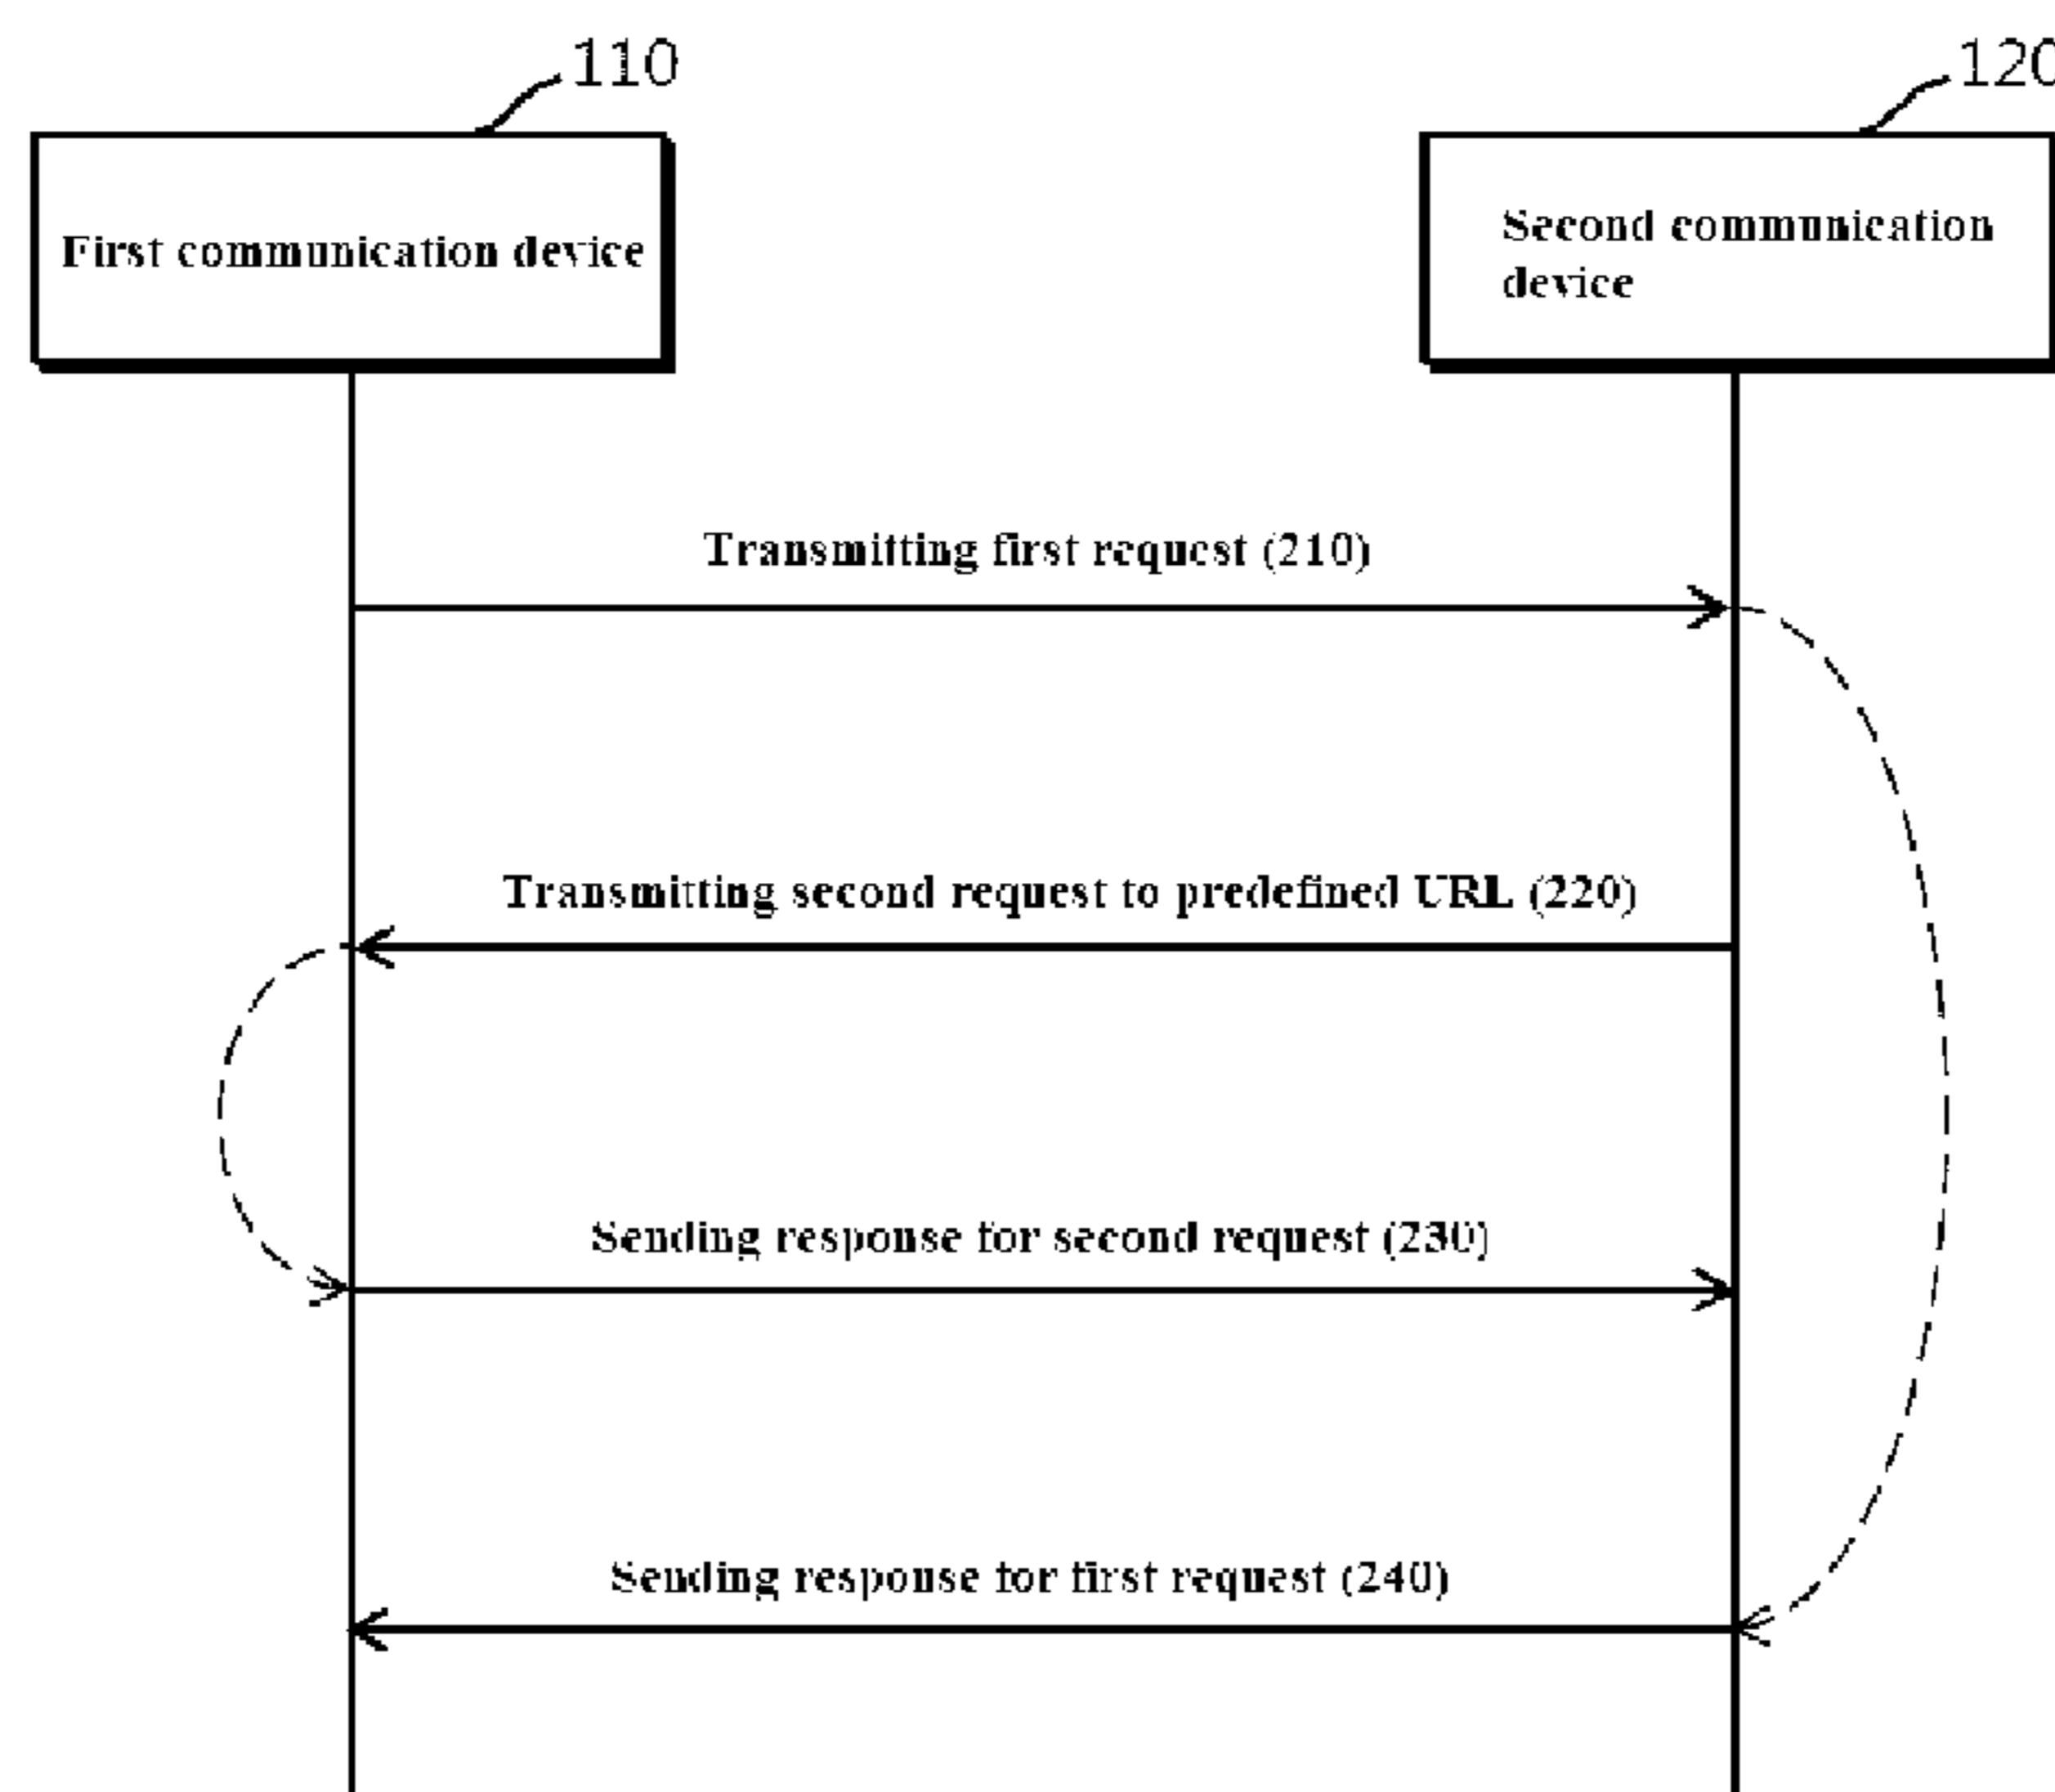 110
120
First communication device
Second communication
device
Transmitting first request (210)
Transmitting second request to predefined URL (220)
Sending response for second request (230)
Sending response for first request (240)